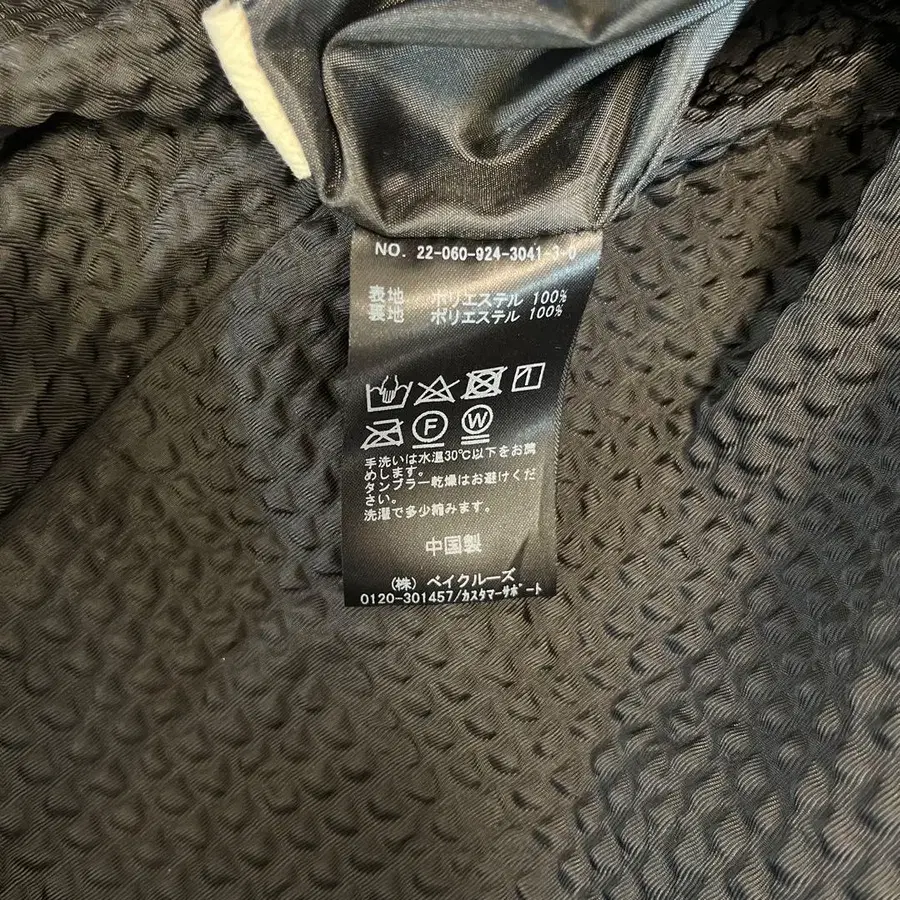 NO. 22-060-924-3041-3-0
表地 ポリエステル 100%
裏地 ポリエステル 100%
F W
手洗いは水温30℃以下をお薦
めします。
タンブラー乾燥はお避けくだ
さい。
洗濯で多少縮みます。
中国製
(株) ベイクルーズ
0120-301457/カスタマーサポート